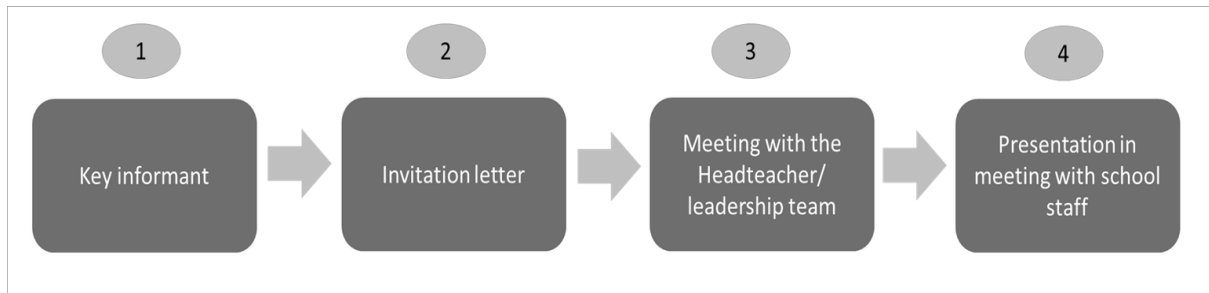 1
2
3
4
Key informant
Invitation letter
Meeting with the
Headteacher/
leadership team
Presentation in
meeting with school
staff